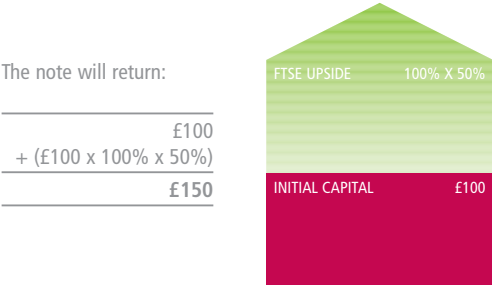 The note will return:
£100
+ (£100 x 100% x 50%)
£150
FTSE UPSIDE 100% X 50%
INITIAL CAPITAL £100